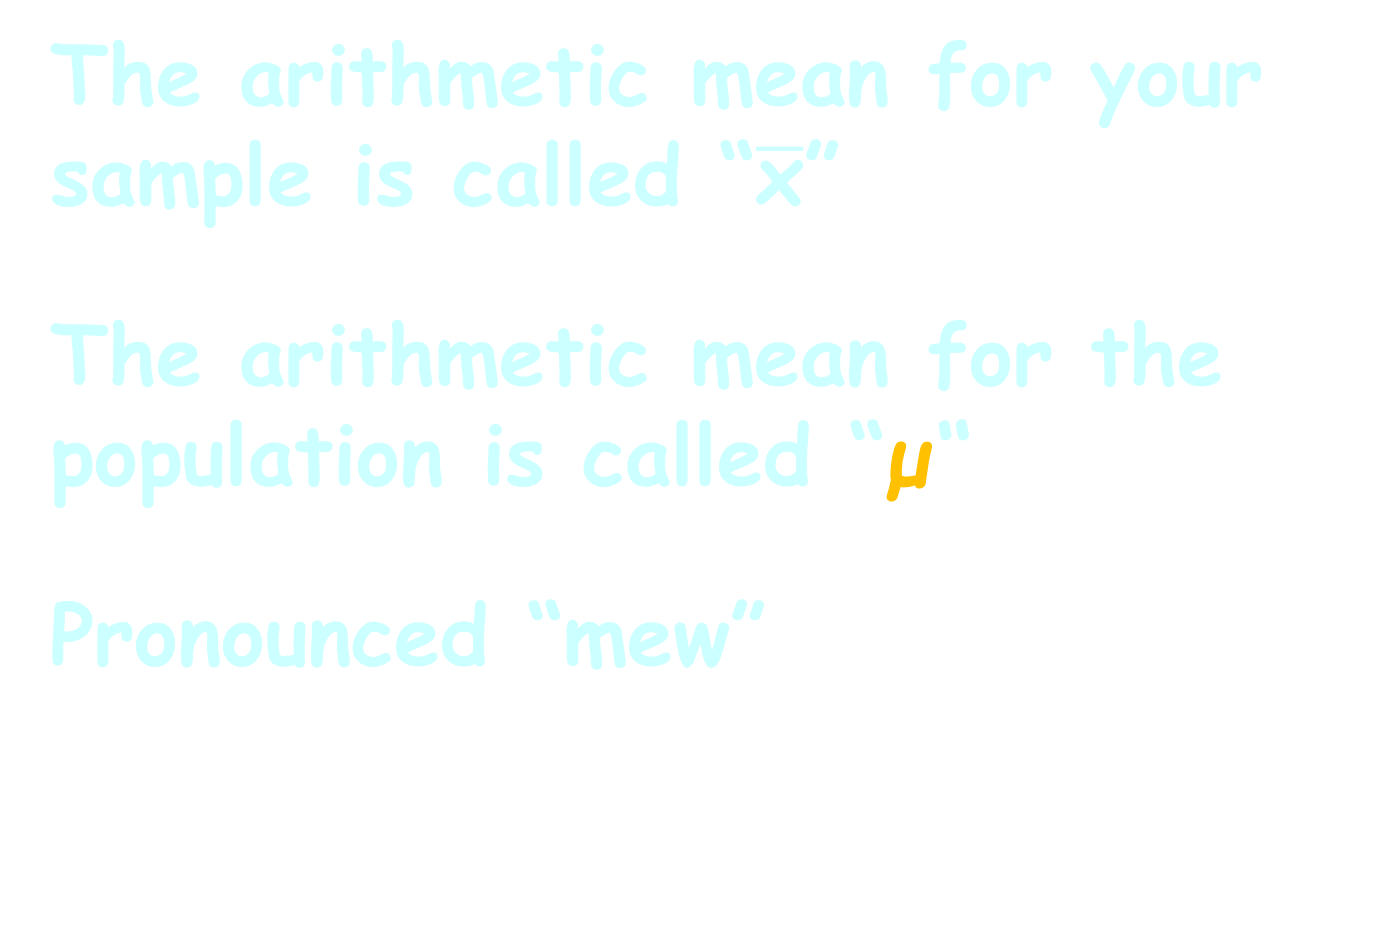 The arithmetic mean for your
sample is called “x̅”
The arithmetic mean for the
population is called “μ“
Pronounced “mew”